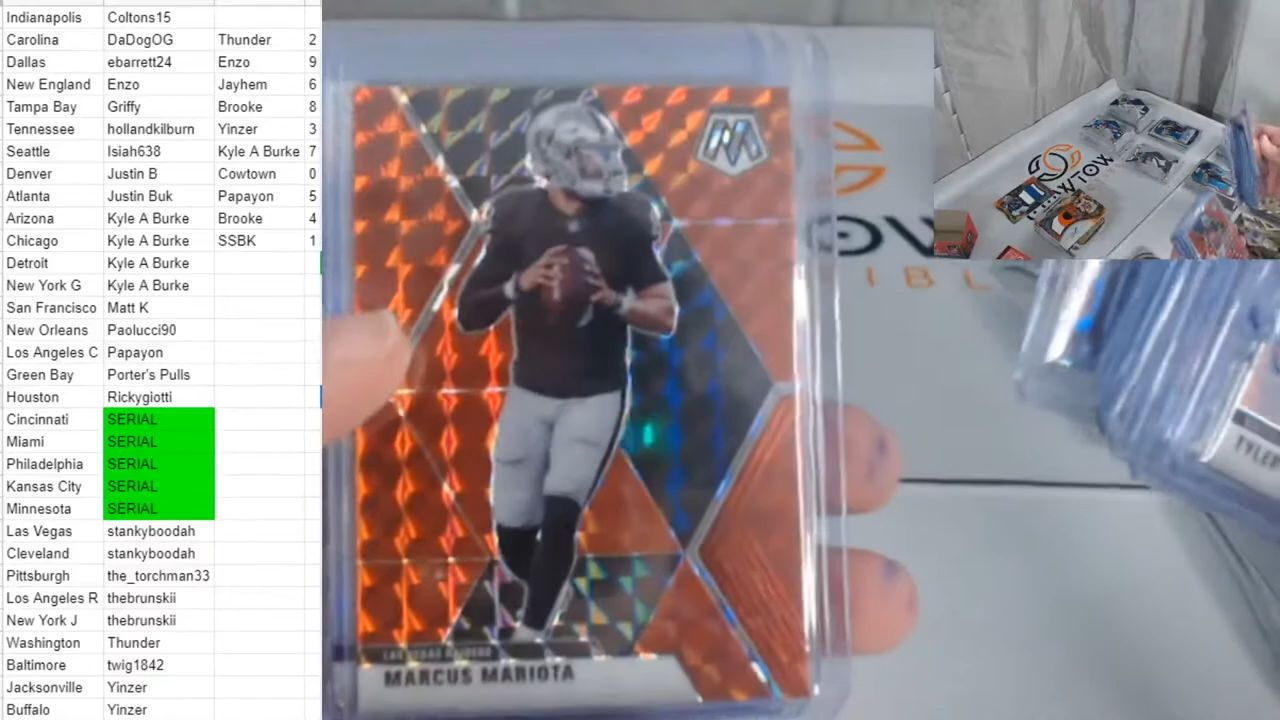 Indianapolis Coltons15
Carolina DaDogOG Thunder 2
Dallas ebarrett24 Enzo 9
New England Enzo Jayhem 6
Tampa Bay Griffy Brooke 8
Tennessee hollandkilburn Yinzer 3
Seattle Isiah638 Kyle A Burke 7
Denver Justin B Cowtown 0
Atlanta Justin Buk Papayon 5
Arizona Kyle A Burke Brooke 4
Chicago Kyle A Burke SSBK 1
Detroit Kyle A Burke
New York G Kyle A Burke
San Francisco Matt K
New Orleans Paolucci90
Los Angeles C Papayon
Green Bay Porter's Pulls
Houston Rickygiotti
Cincinnati SERIAL
Miami SERIAL
Philadelphia SERIAL
Kansas City SERIAL
Minnesota SERIAL
Las Vegas stankyboodah
Cleveland stankyboodah
Pittsburgh the_torchman33
Los Angeles R thebrunskii
New York J thebrunskii
Washington Thunder
Baltimore twig1842
Jacksonville Yinzer
Buffalo Yinzer
M
LAS VEGAS RAIDERS
MARCUS MARIOTA
OW
IBL
WTOW
TYLER